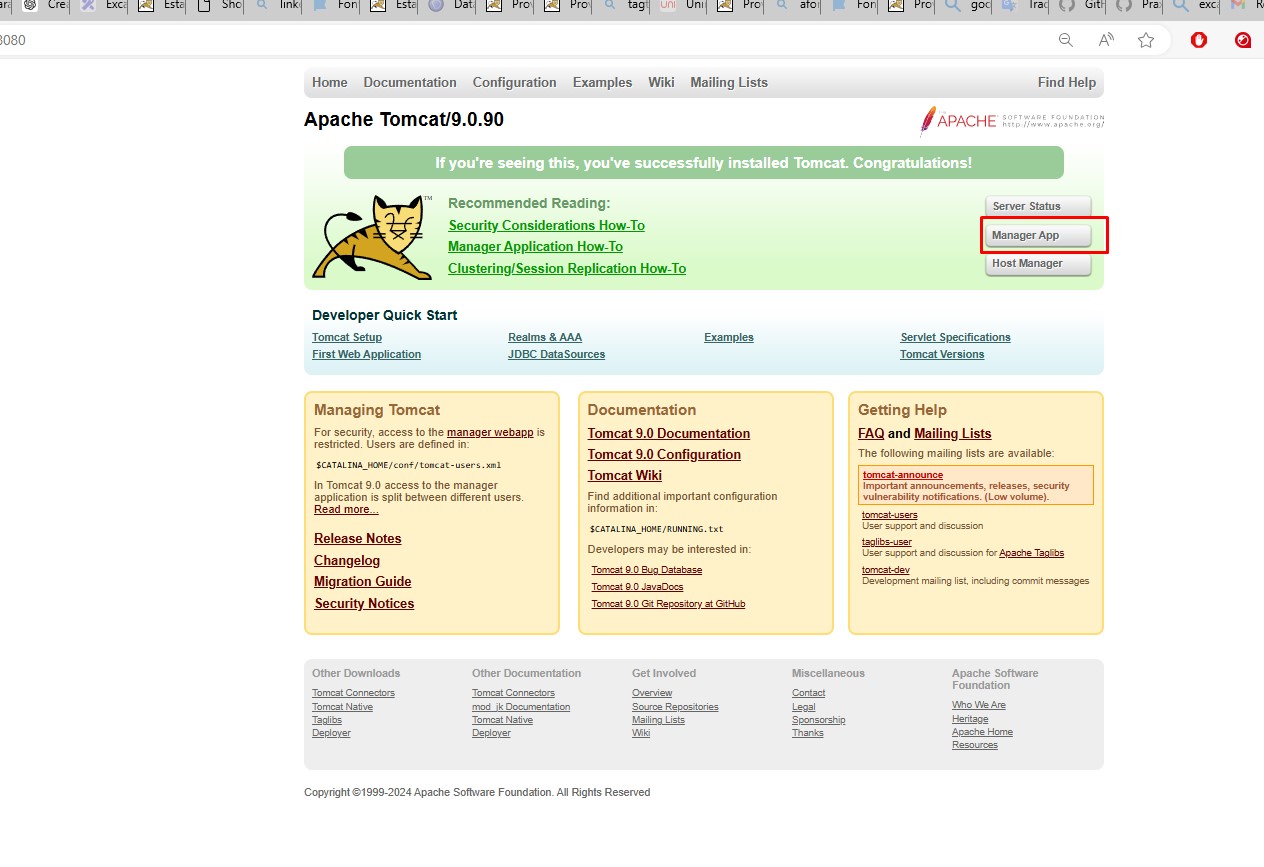 Crea
Exca
Esta
Sho
link
Fon
Esta
Data
Pro
Pro
tagt
Uni
Pro
afor
Fon
Pro
goo
Trac
GitH
Pra
exca
8080
Home Documentation Configuration Examples Wiki Mailing Lists Find Help
Apache Tomcat/9.0.90
THE APACHE SOFTWARE FOUNDATION
http://www.apache.org/
If you're seeing this, you've successfully installed Tomcat. Congratulations!
TM
Recommended Reading:
Security Considerations How-To
Manager Application How-To
Clustering/Session Replication How-To
Server Status
Manager App
Host Manager
Developer Quick Start
Tomcat Setup
First Web Application
Realms & AAA
JDBC DataSources
Examples
Servlet Specifications
Tomcat Versions
Managing Tomcat
For security, access to the manager webapp is
restricted. Users are defined in:
$CATALINA_HOME/conf/tomcat-users.xml
In Tomcat 9.0 access to the manager
application is split between different users.
Read more...
Release Notes
Changelog
Migration Guide
Security Notices
Documentation
Tomcat 9.0 Documentation
Tomcat 9.0 Configuration
Tomcat Wiki
Find additional important configuration
information in:
$CATALINA_HOME/RUNNING.txt
Developers may be interested in:
Tomcat 9.0 Bug Database
Tomcat 9.0 JavaDocs
Tomcat 9.0 Git Repository at GitHub
Getting Help
FAQ and Mailing Lists
The following mailing lists are available:
tomcat-announce
Important announcements, releases, security
vulnerability notifications. (Low volume).
tomcat-users
User support and discussion
taglibs-user
User support and discussion for Apache Taglibs
tomcat-dev
Development mailing list, including commit messages
Other Downloads
Tomcat Connectors
Tomcat Native
Taglibs
Deployer
Other Documentation
Tomcat Connectors
mod_jk Documentation
Tomcat Native
Deployer
Get Involved
Overview
Source Repositories
Mailing Lists
Wiki
Miscellaneous
Contact
Legal
Sponsorship
Thanks
Apache Software
Foundation
Who We Are
Heritage
Apache Home
Resources
Copyright ©1999-2024 Apache Software Foundation. All Rights Reserved